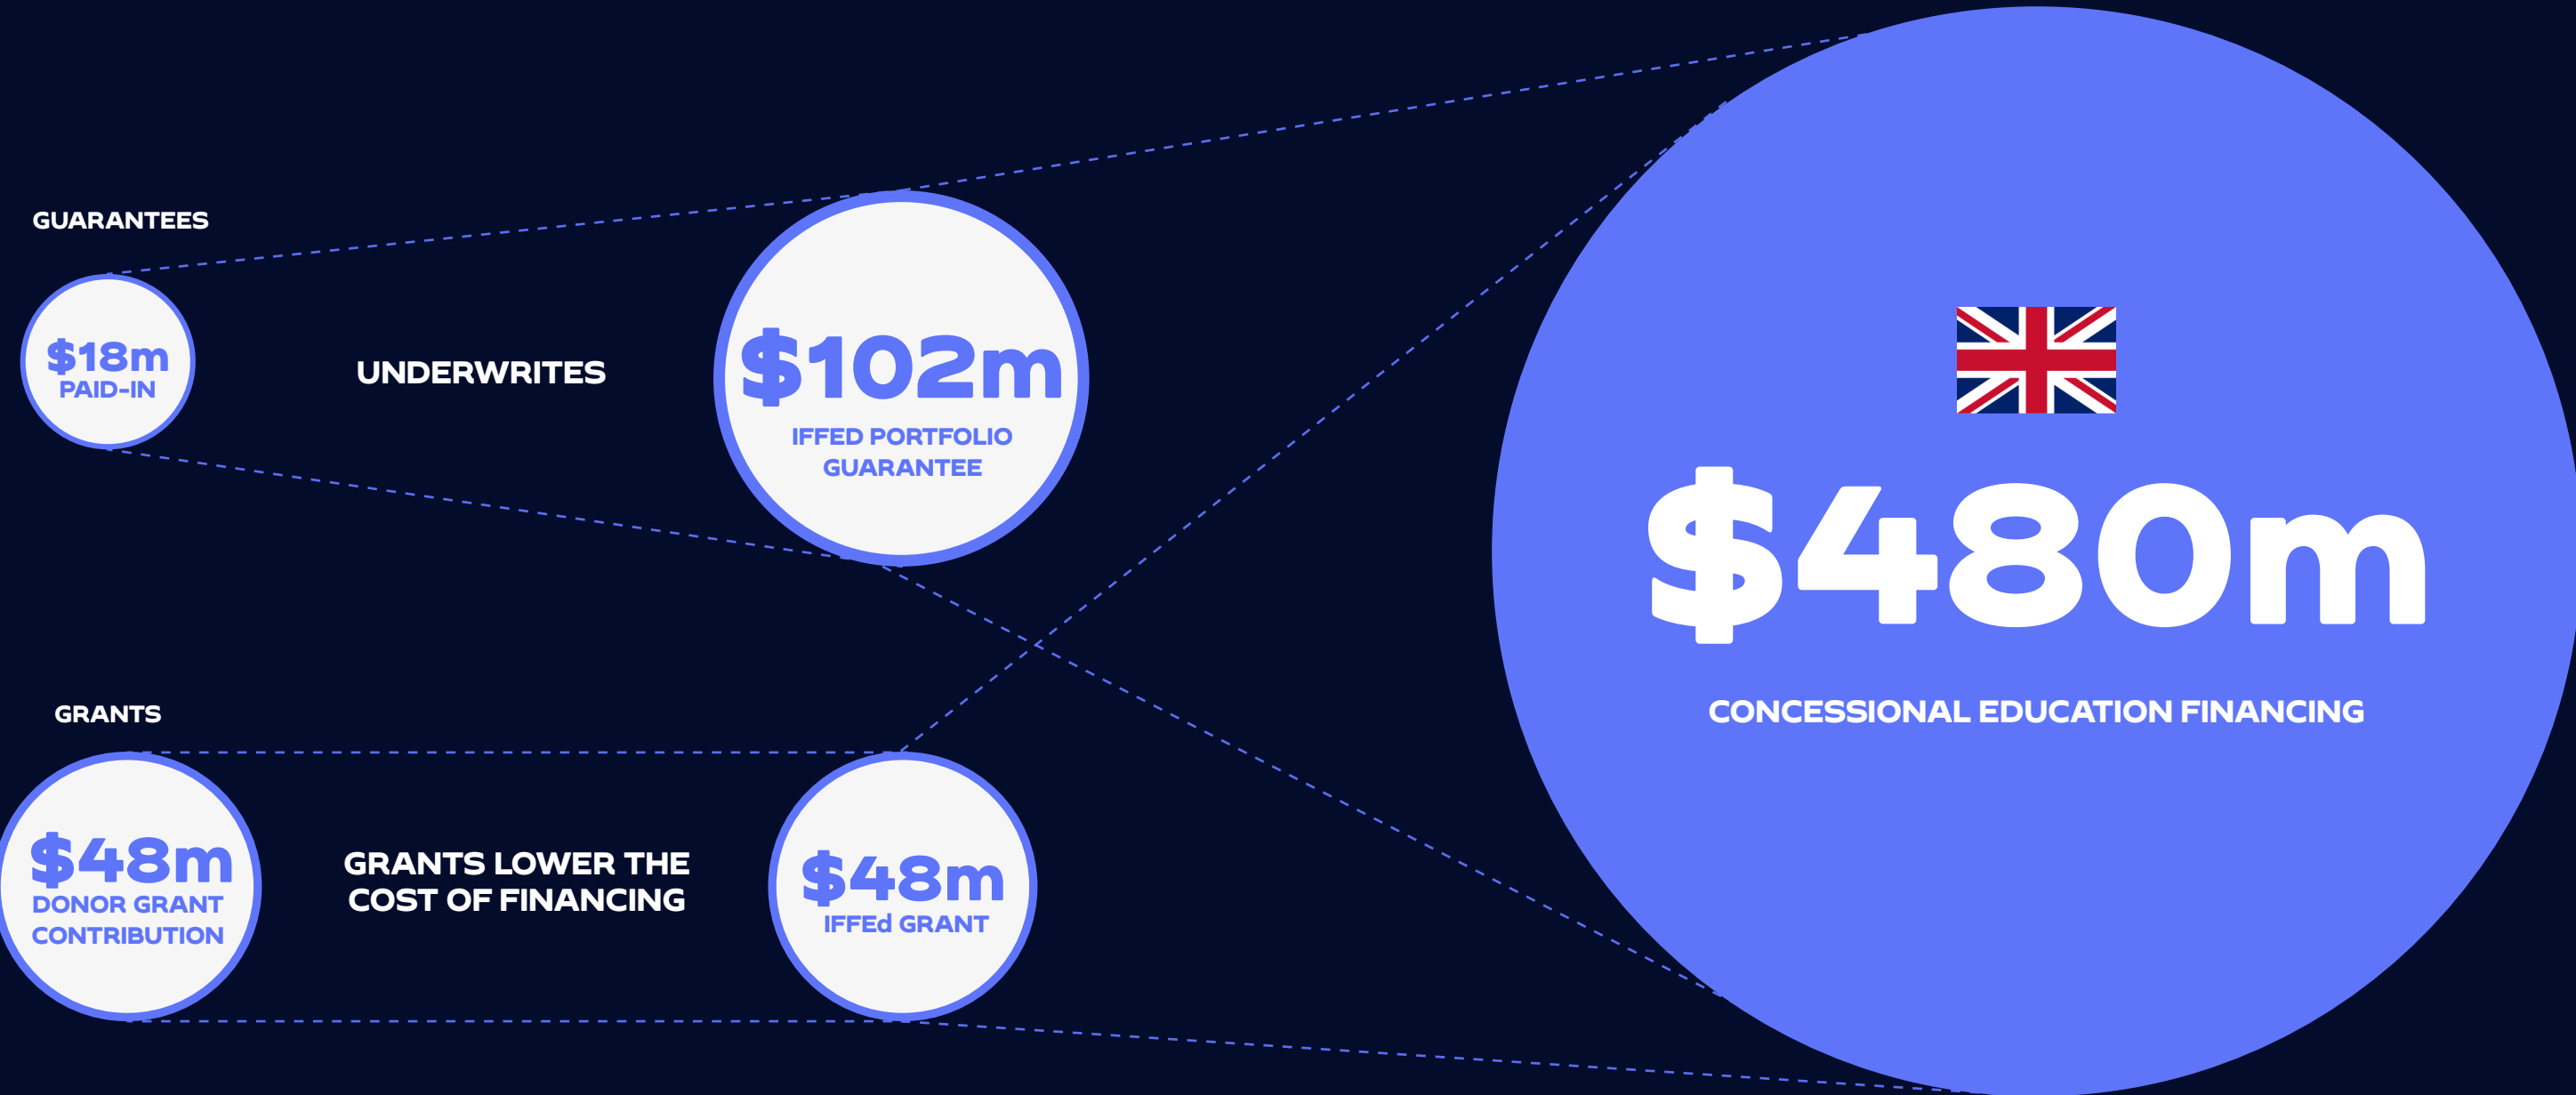 GUARANTEES
$18m
PAID-IN
UNDERWRITES
$102m
IFFED PORTFOLIO
GUARANTEE
$480m
CONCESSIONAL EDUCATION FINANCING
GRANTS
$48m
DONOR GRANT
CONTRIBUTION
GRANTS LOWER THE
COST OF FINANCING
$48m
IFFEd GRANT